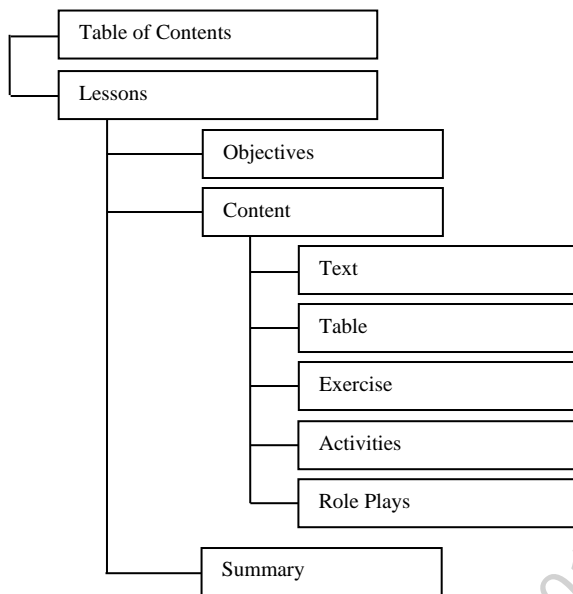 Table of Contents
Lessons
Objectives
Content
Text
Table
Exercise
Activities
Role Plays
Summary